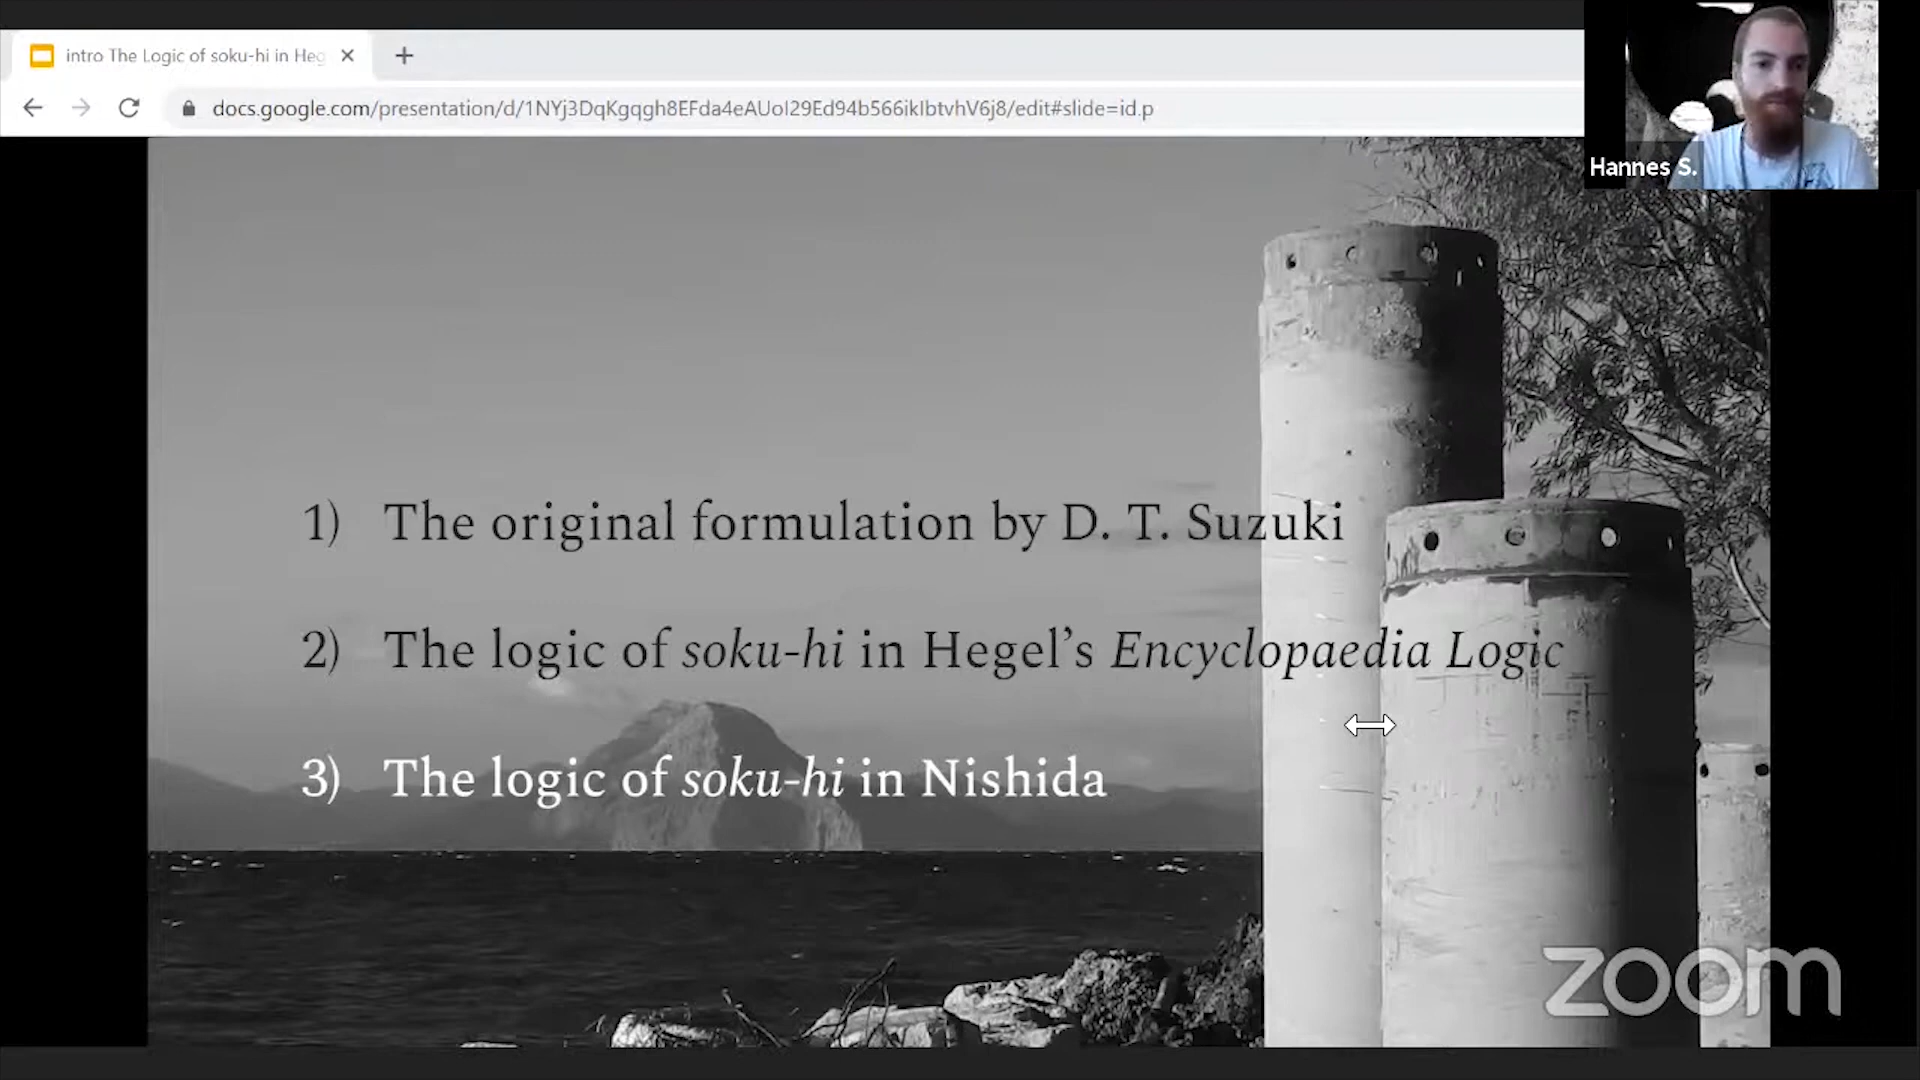 intro The Logic of soku-hi in Heg
docs.google.com/presentation/d/1NYj3DqKgqgh8EFda4eAUoI29Ed94b566ikIbtvhV6j8/edit#slide=id.p
Hannes S.
1) The original formulation by D. T. Suzuki
2) The logic of soku-hi in Hegel’s Encyclopaedia Logic
3) The logic of soku-hi in Nishida
zoom